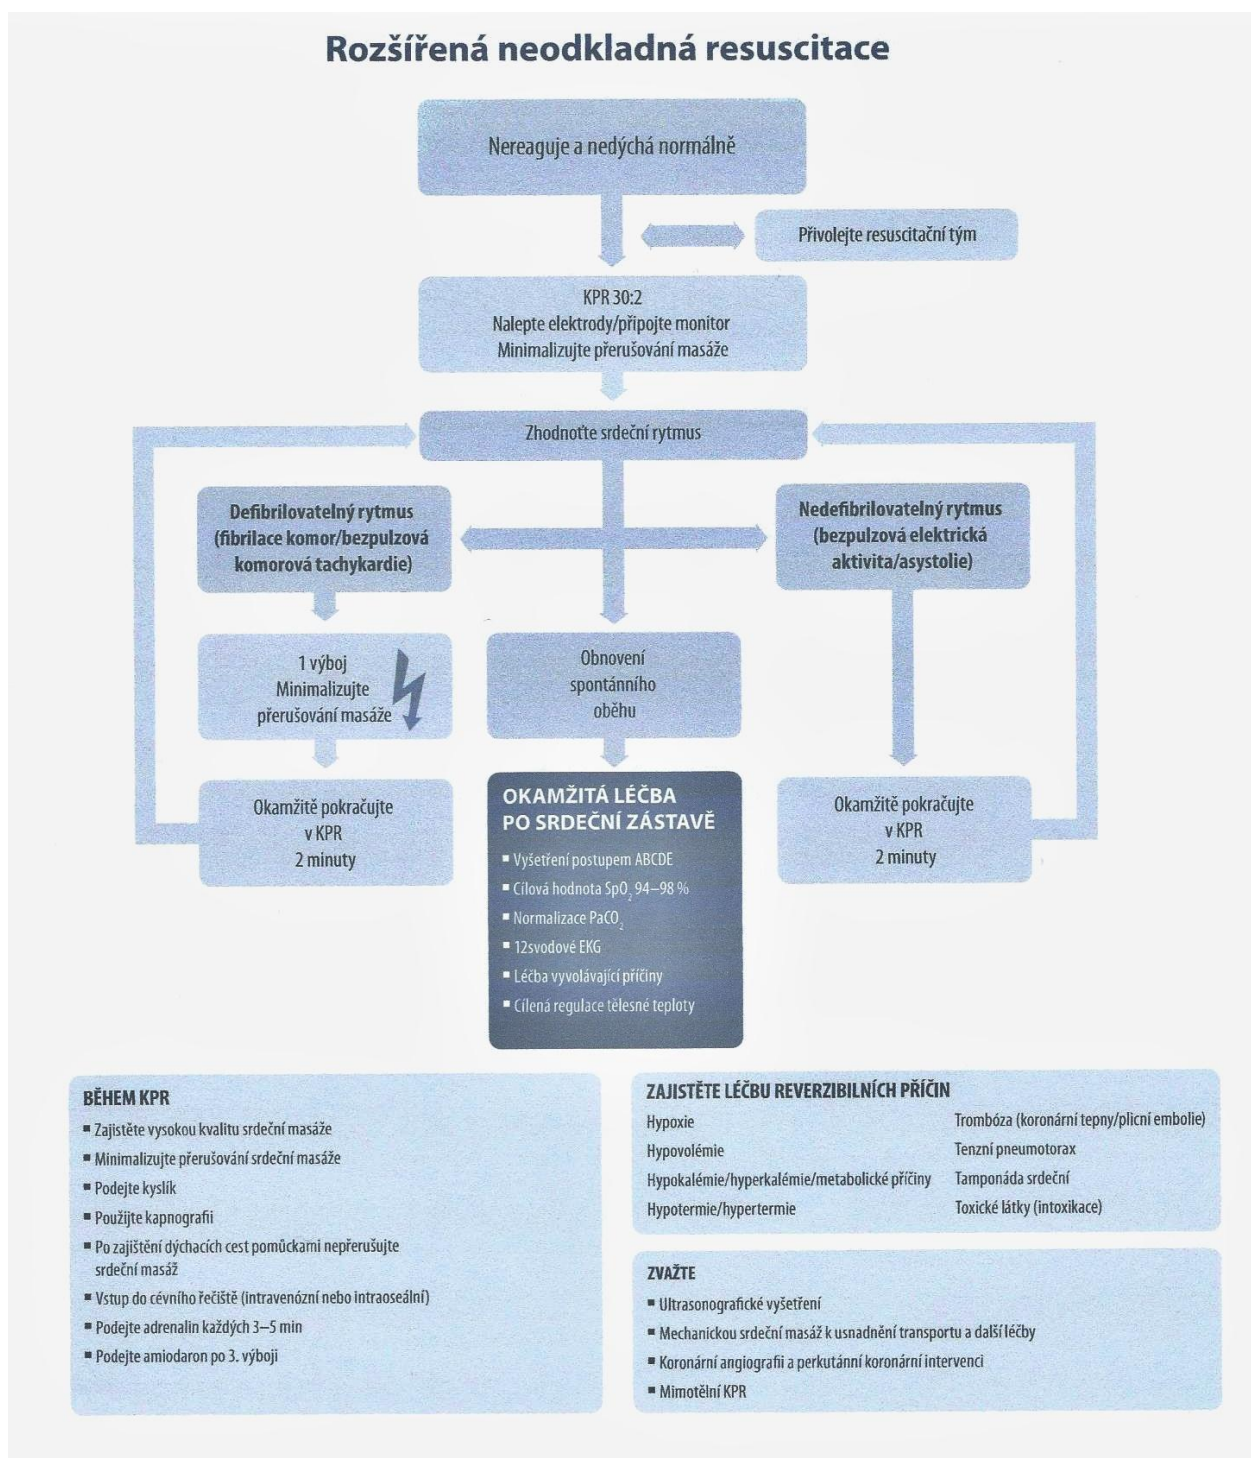 Rozšířená neodkladná resuscitace
Nereaguje a nedýchá normálně
Přivolejte resuscitační tým
KPR 30:2
Nalepte elektrody/připojte monitor
Minimalizujte přerušování masáže
Zhodnoťte srdeční rytmus
Defibrilovatelný rytmus
(fibrilace komor/bezpulzová
komorová tachykardie)
Nedefibrilovatelný rytmus
(bezpulzová elektrická
aktivita/asystolie)
1 výboj
Minimalizujte
přerušování masáže
Obnovení
spontánního
oběhu
Okamžitě pokračujte
v KPR
2 minuty
OKAMŽITÁ LÉČBA
PO SRDEČNÍ ZÁSTAVĚ
▪ Vyšetření postupem ABCDE
▪ Cílová hodnota SpO₂ 94–98 %
▪ Normalizace PaCO₂
▪ 12svodové EKG
▪ Léčba vyvolávající příčiny
▪ Cílená regulace tělesné teploty
Okamžitě pokračujte
v KPR
2 minuty
BĚHEM KPR
▪ Zajistěte vysokou kvalitu srdeční masáže
▪ Minimalizujte přerušování srdeční masáže
▪ Podejte kyslík
▪ Použijte kapnografii
▪ Po zajištění dýchacích cest pomůckami nepřerušujte
srdeční masáž
▪ Vstup do cévního řečiště (intravenózní nebo intraoseální)
▪ Podejte adrenalin každých 3–5 min
▪ Podejte amiodaron po 3. výboji
ZAJISTĚTE LÉČBU REVERZIBILNÍCH PŘÍČIN
Hypoxie
Hypovolémie
Hypokalémie/hyperkalémie/metabolické příčiny
Hypotermie/hypertermie
Trombóza (koronární tepny/plicní embolie)
Tenzní pneumotorax
Tamponáda srdeční
Toxické látky (intoxikace)
ZVAŽTE
▪ Ultrasonografické vyšetření
▪ Mechanickou srdeční masáž k usnadnění transportu a další léčby
▪ Koronární angiografii a perkutánní koronární intervenci
▪ Mimotělní KPR